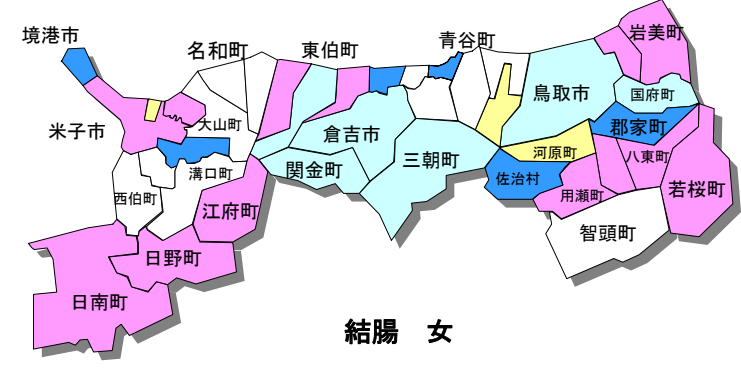 境港市
名和町
東伯町
青谷町
岩美町
米子市
大山町
倉吉市
鳥取市
国府町
郡家町
関金町
三朝町
河原町
八東町
溝口町
西伯町
佐治村
用瀬町
若桜町
江府町
智頭町
日野町
日南町
結腸 女